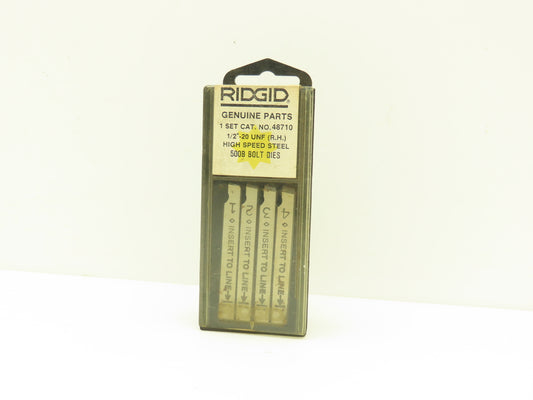 RIDGID®
GENUINE PARTS
1 SET CAT. NO. 48710
1/2"-20 UNF (R.H.)
HIGH SPEED STEEL
500B BOLT DIES
1 ◇ INSERT TO LINE
2 ◇ INSERT TO LINE
3 ◇ INSERT TO LINE
4 ◇ INSERT TO LINE